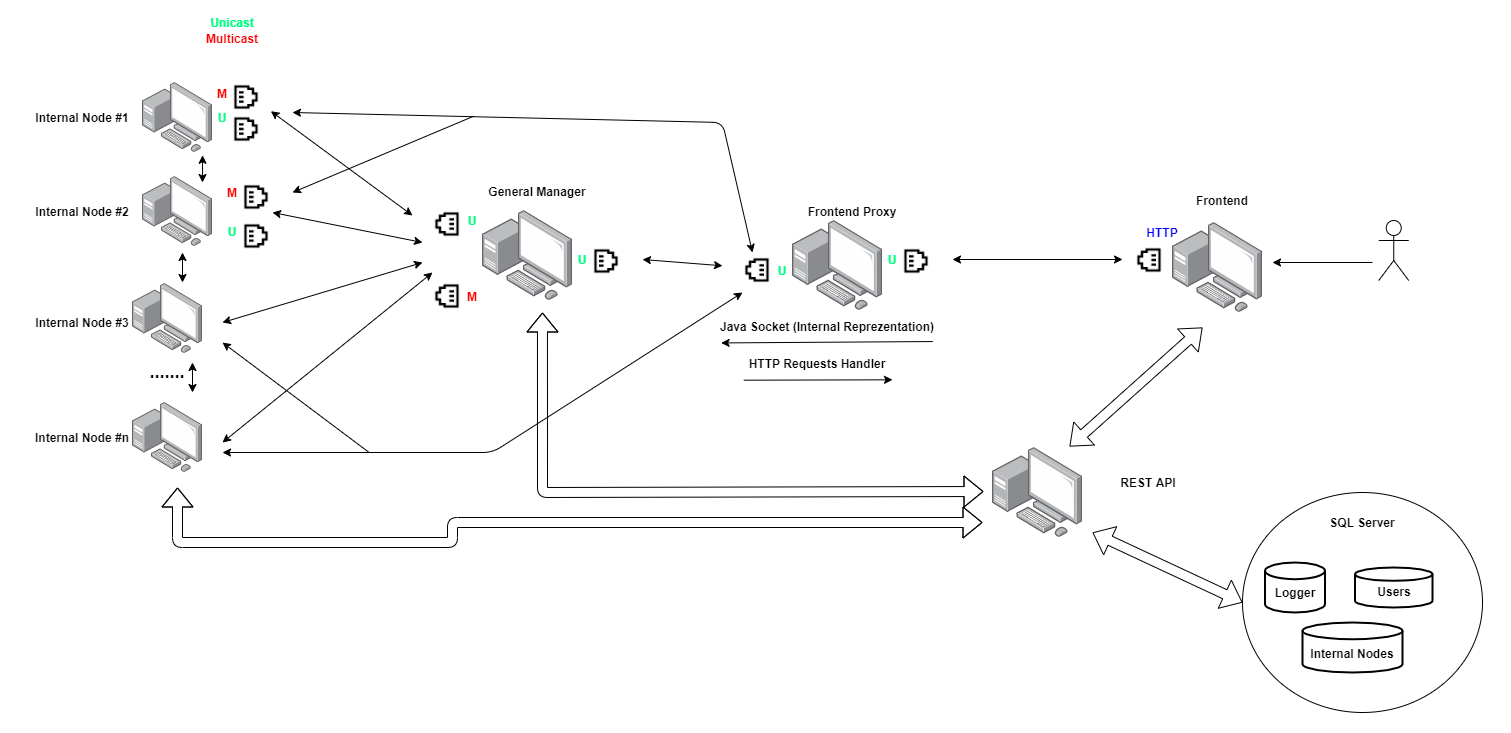 Unicast
Multicast
M
Internal Node #1
U
General Manager
M
Internal Node #2
U
U
U
M
Frontend Proxy
U
U
Frontend
HTTP
Java Socket (Internal Reprezentation)
HTTP Requests Handler
Internal Node #3
.......
Internal Node #n
REST API
SQL Server
Logger
Users
Internal Nodes